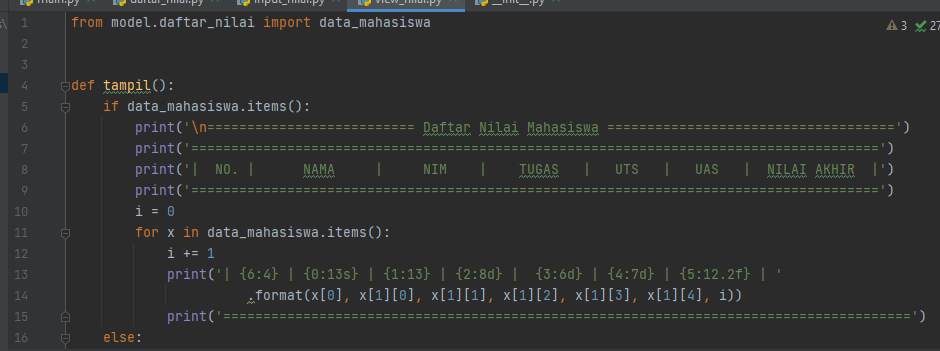 main.py daftar_nilai.py input_nilai.py view_nilai.py __init__.py
1 from model.daftar_nilai import data_mahasiswa 3 27
2
3
4 def tampil():
5     if data_mahasiswa.items():
6         print('\n========================== Daftar Nilai Mahasiswa ====================================')
7         print('======================================================================================')
8         print('|  NO. |      NAMA     |     NIM    |    TUGAS   |   UTS   |   UAS   |  NILAI AKHIR  |')
9         print('======================================================================================')
10         i = 0
11         for x in data_mahasiswa.items():
12             i += 1
13             print('| {6:4} | {0:13s} | {1:13} | {2:8d} |  {3:6d} | {4:7d} | {5:12.2f} | '
14                       .format(x[0], x[1][0], x[1][1], x[1][2], x[1][3], x[1][4], i))
15             print('======================================================================================')
16     else: